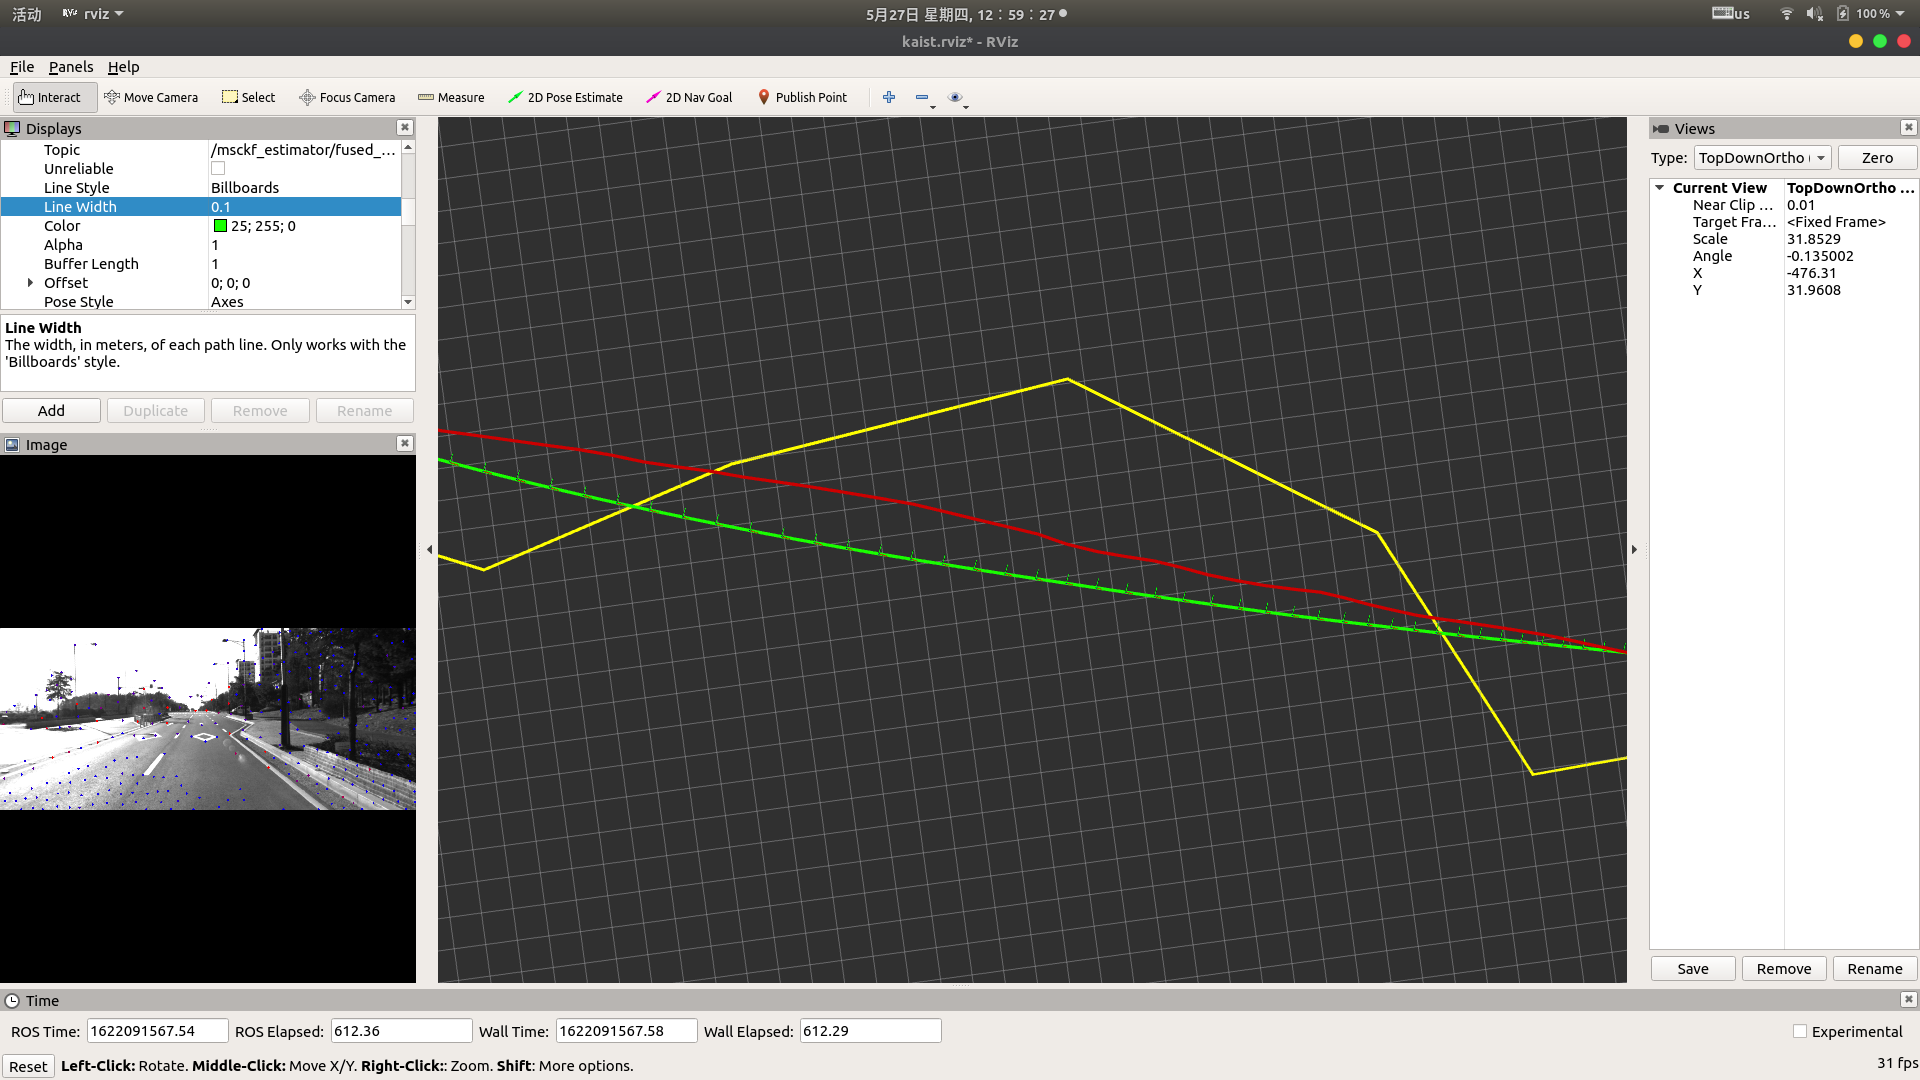 活动 RViz rviz 5月27日 星期四, 12：59：27 us 100 %
kaist.rviz* - RViz
File Panels Help
Interact Move Camera Select Focus Camera Measure 2D Pose Estimate 2D Nav Goal Publish Point
Displays
Topic /msckf_estimator/fused_...
Unreliable
Line Style Billboards
Line Width 0.1
Color 25; 255; 0
Alpha 1
Buffer Length 1
Offset 0; 0; 0
Pose Style Axes
Line Width
The width, in meters, of each path line. Only works with the
'Billboards' style.
Add Duplicate Remove Rename
Image
Views
Type: TopDownOrtho ( Zero
Current View TopDownOrtho ...
Near Clip ... 0.01
Target Fra... <Fixed Frame>
Scale 31.8529
Angle -0.135002
X -476.31
Y 31.9608
Save Remove Rename
Time
ROS Time: 1622091567.54 ROS Elapsed: 612.36 Wall Time: 1622091567.58 Wall Elapsed: 612.29 Experimental
Reset Left-Click: Rotate. Middle-Click: Move X/Y. Right-Click:: Zoom. Shift: More options. 31 fps